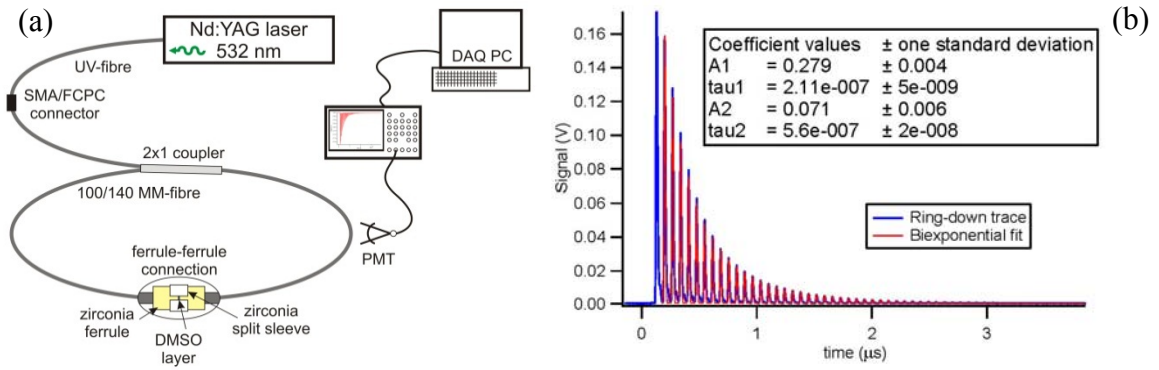 (a)
Nd:YAG laser
532 nm
UV-fibre
SMA/FCPC
connector
2x1 coupler
100/140 MM-fibre
DAQ PC
PMT
ferrule-ferrule
connection
zirconia
ferrule
DMSO
layer
zirconia
split sleeve
(b)
Coefficient values ± one standard deviation
A1 = 0.279 ± 0.004
tau1 = 2.11e-007 ± 5e-009
A2 = 0.071 ± 0.006
tau2 = 5.6e-007 ± 2e-008
Ring-down trace
Biexponential fit
Signal (V)
0.16
0.14
0.12
0.10
0.08
0.06
0.04
0.02
0.00
0 1 2 3
time (μs)